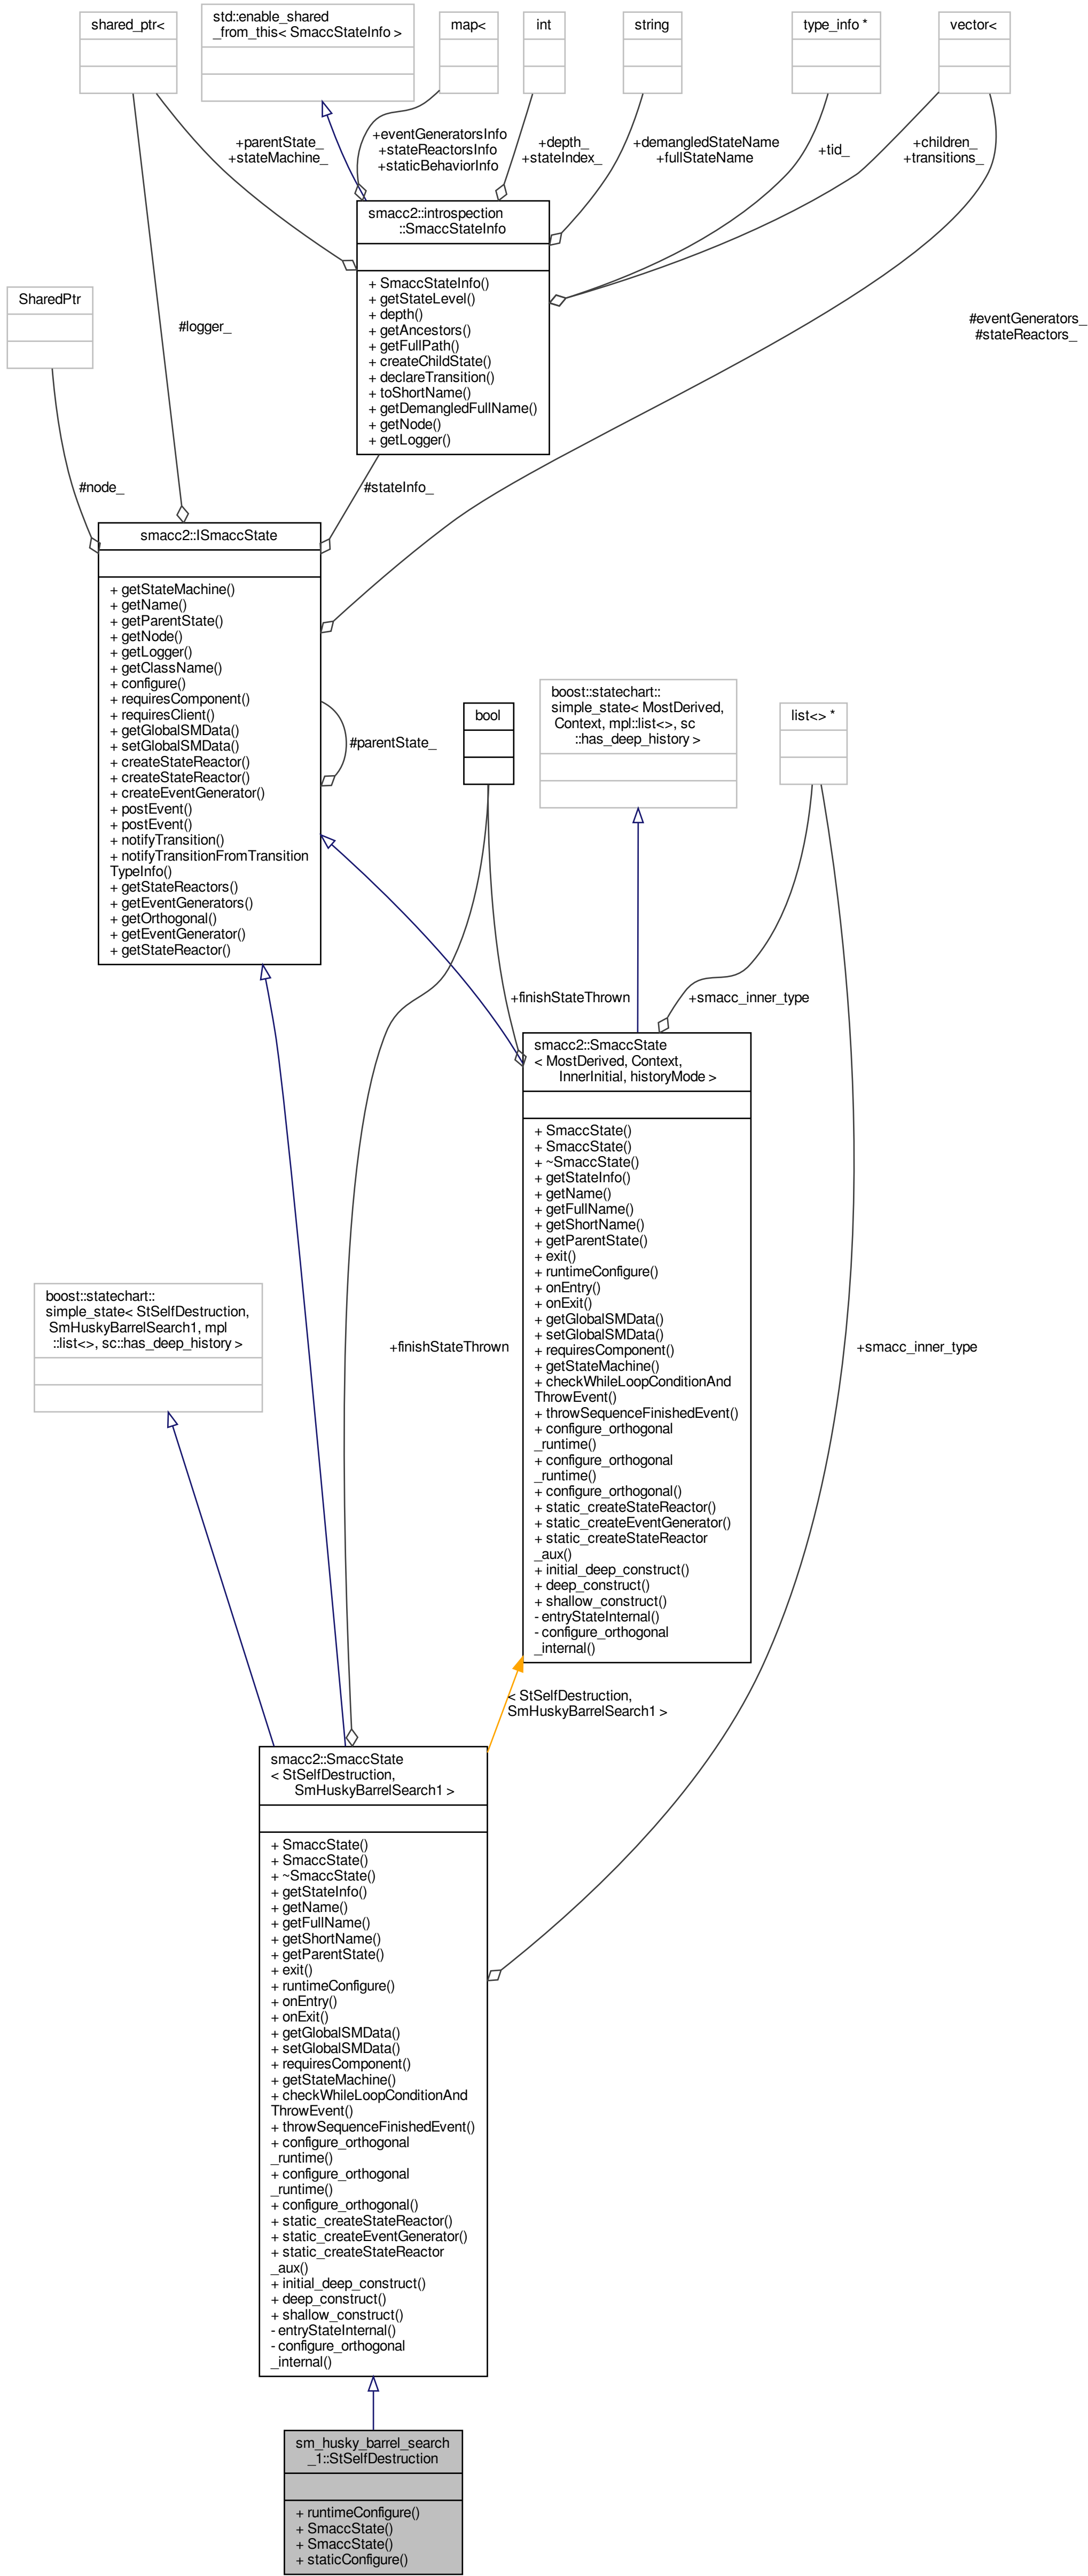 shared_ptr<
std::enable_shared
_from_this< SmaccStateInfo >
map<
int
string
type_info *
vector<
+parentState_
+stateMachine_
+eventGeneratorsInfo
+stateReactorsInfo
+staticBehaviorInfo
+depth_
+stateIndex_
+demangledStateName
+fullStateName
+tid_
+children_
+transitions_
smacc2::introspection
::SmaccStateInfo
+ SmaccStateInfo()
+ getStateLevel()
+ depth()
+ getAncestors()
+ getFullPath()
+ createChildState()
+ declareTransition()
+ toShortName()
+ getDemangledFullName()
+ getNode()
+ getLogger()
SharedPtr
#logger_
#eventGenerators_
#stateReactors_
#node_
#stateInfo_
smacc2::ISmaccState
+ getStateMachine()
+ getName()
+ getParentState()
+ getNode()
+ getLogger()
+ getClassName()
+ configure()
+ requiresComponent()
+ requiresClient()
+ getGlobalSMData()
+ setGlobalSMData()
+ createStateReactor()
+ createStateReactor()
+ createEventGenerator()
+ postEvent()
+ postEvent()
+ notifyTransition()
+ notifyTransitionFromTransition
TypeInfo()
+ getStateReactors()
+ getEventGenerators()
+ getOrthogonal()
+ getEventGenerator()
+ getStateReactor()
#parentState_
bool
boost::statechart::
simple_state< MostDerived,
Context, mpl::list<>, sc
::has_deep_history >
list<> *
+finishStateThrown
+smacc_inner_type
smacc2::SmaccState
< MostDerived, Context,
InnerInitial, historyMode >
+ SmaccState()
+ SmaccState()
+ ~SmaccState()
+ getStateInfo()
+ getName()
+ getFullName()
+ getShortName()
+ getParentState()
+ exit()
+ runtimeConfigure()
+ onEntry()
+ onExit()
+ getGlobalSMData()
+ setGlobalSMData()
+ requiresComponent()
+ getStateMachine()
+ checkWhileLoopConditionAnd
ThrowEvent()
+ throwSequenceFinishedEvent()
+ configure_orthogonal
_runtime()
+ configure_orthogonal
_runtime()
+ configure_orthogonal()
+ static_createStateReactor()
+ static_createEventGenerator()
+ static_createStateReactor
_aux()
+ initial_deep_construct()
+ deep_construct()
+ shallow_construct()
- entryStateInternal()
- configure_orthogonal
_internal()
boost::statechart::
simple_state< StSelfDestruction,
SmHuskyBarrelSearch1, mpl
::list<>, sc::has_deep_history >
+finishStateThrown
+smacc_inner_type
< StSelfDestruction,
SmHuskyBarrelSearch1 >
smacc2::SmaccState
< StSelfDestruction,
SmHuskyBarrelSearch1 >
+ SmaccState()
+ SmaccState()
+ ~SmaccState()
+ getStateInfo()
+ getName()
+ getFullName()
+ getShortName()
+ getParentState()
+ exit()
+ runtimeConfigure()
+ onEntry()
+ onExit()
+ getGlobalSMData()
+ setGlobalSMData()
+ requiresComponent()
+ getStateMachine()
+ checkWhileLoopConditionAnd
ThrowEvent()
+ throwSequenceFinishedEvent()
+ configure_orthogonal
_runtime()
+ configure_orthogonal
_runtime()
+ configure_orthogonal()
+ static_createStateReactor()
+ static_createEventGenerator()
+ static_createStateReactor
_aux()
+ initial_deep_construct()
+ deep_construct()
+ shallow_construct()
- entryStateInternal()
- configure_orthogonal
_internal()
sm_husky_barrel_search
_1::StSelfDestruction
+ runtimeConfigure()
+ SmaccState()
+ SmaccState()
+ staticConfigure()